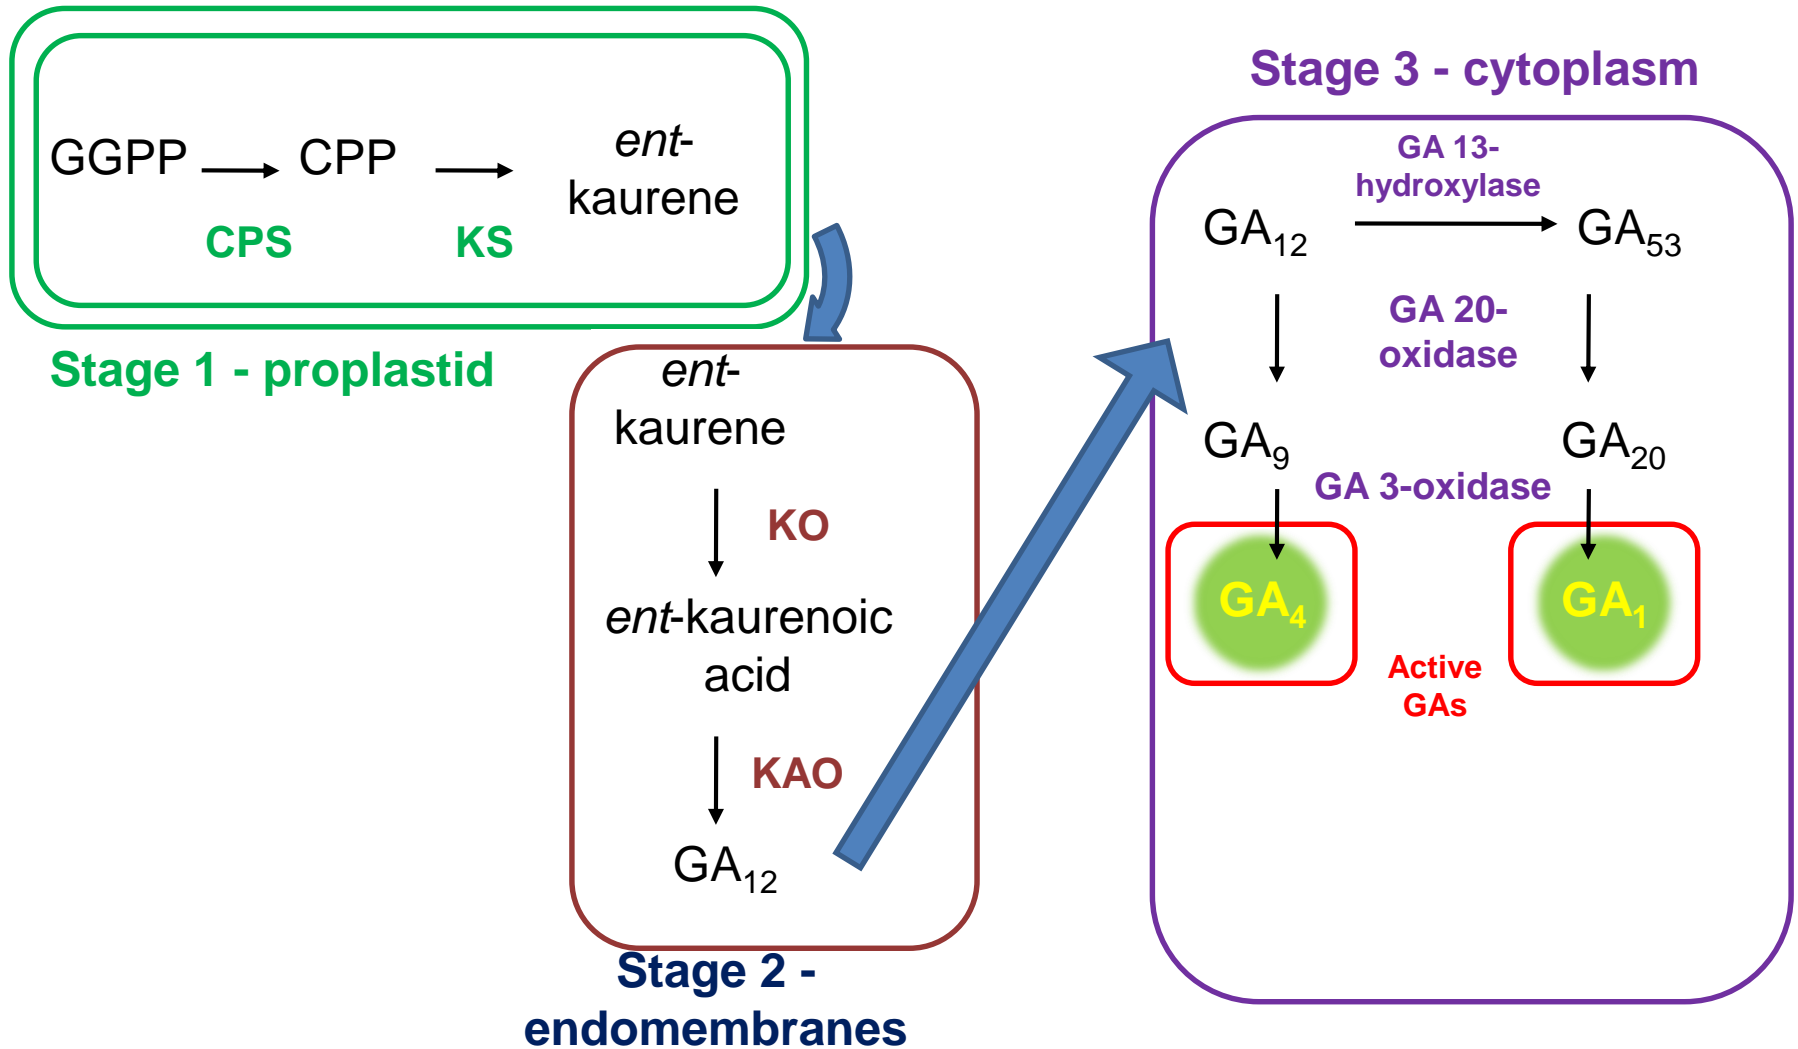 GGPP
CPP
ent-
kaurene
CPS
KS
Stage 1 - proplastid
ent-
kaurene
KO
ent-kaurenoic
acid
KAO
GA12
Stage 2 -
endomembranes
Stage 3 - cytoplasm
GA 13-
hydroxylase
GA12
GA53
GA 20-
oxidase
GA9
GA20
GA 3-oxidase
GA4
GA1
Active
GAs